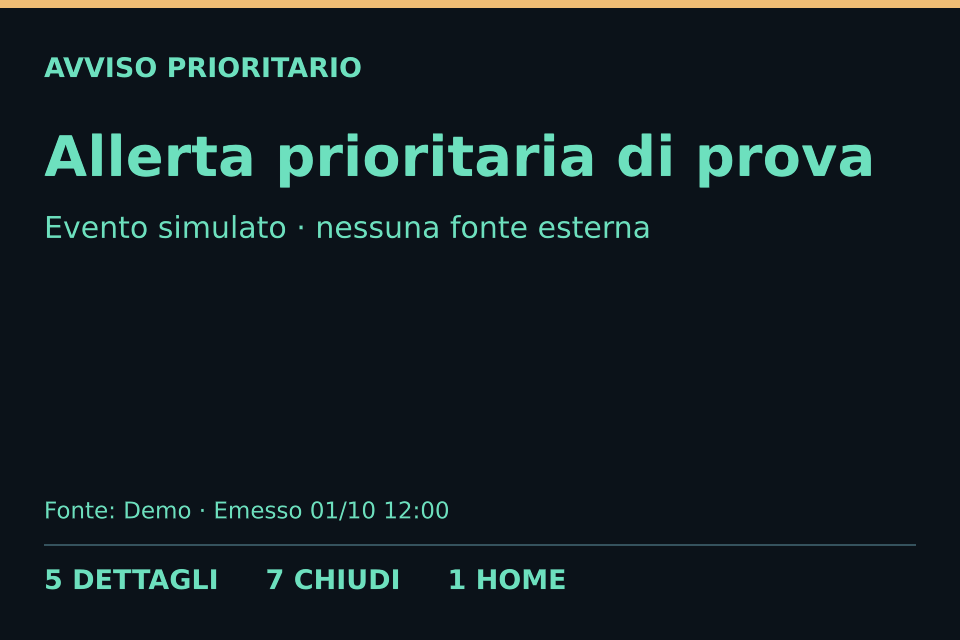 AVVISO PRIORITARIO
Allerta prioritaria di prova
Evento simulato · nessuna fonte esterna
Fonte: Demo · Emesso 01/10 12:00
5 DETTAGLI 7 CHIUDI 1 HOME